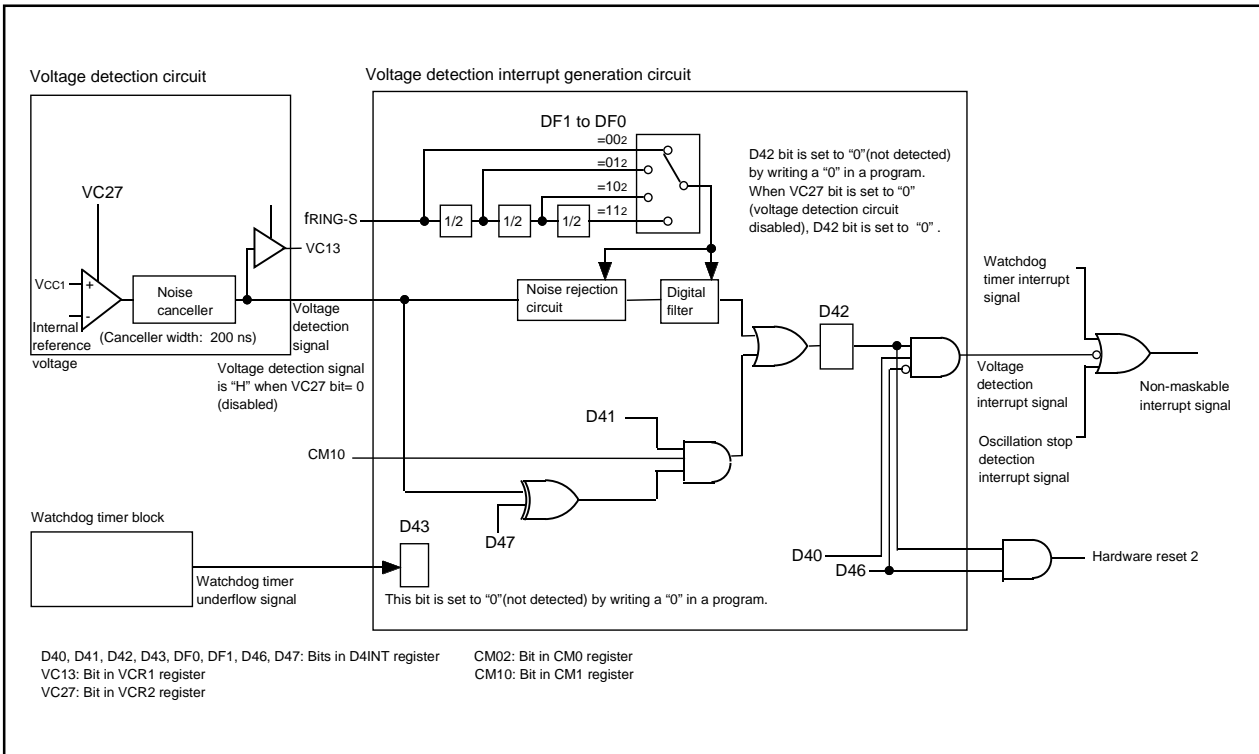 Voltage detection circuit
Voltage detection interrupt generation circuit
DF1 to DF0
=002
=012
=102
=112
D42 bit is set to “0”(not detected)
by writing a “0” in a program.
When VC27 bit is set to “0”
(voltage detection circuit
disabled), D42 bit is set to “0” .
VC27
fRING-S
1/2
1/2
1/2
VC13
VCC1
+
-
Noise
canceller
Internal
reference
voltage
(Canceller width: 200 ns)
Voltage
detection
signal
Voltage detection signal
is “H” when VC27 bit= 0
(disabled)
Noise rejection
circuit
Digital
filter
D42
Watchdog
timer interrupt
signal
Voltage
detection
interrupt signal
Non-maskable
interrupt signal
Oscillation stop
detection
interrupt signal
D41
CM10
D47
Watchdog timer block
D43
Watchdog timer
underflow signal
This bit is set to “0”(not detected) by writing a “0” in a program.
D40
D46
Hardware reset 2
D40, D41, D42, D43, DF0, DF1, D46, D47: Bits in D4INT register
VC13: Bit in VCR1 register
VC27: Bit in VCR2 register
CM02: Bit in CM0 register
CM10: Bit in CM1 register